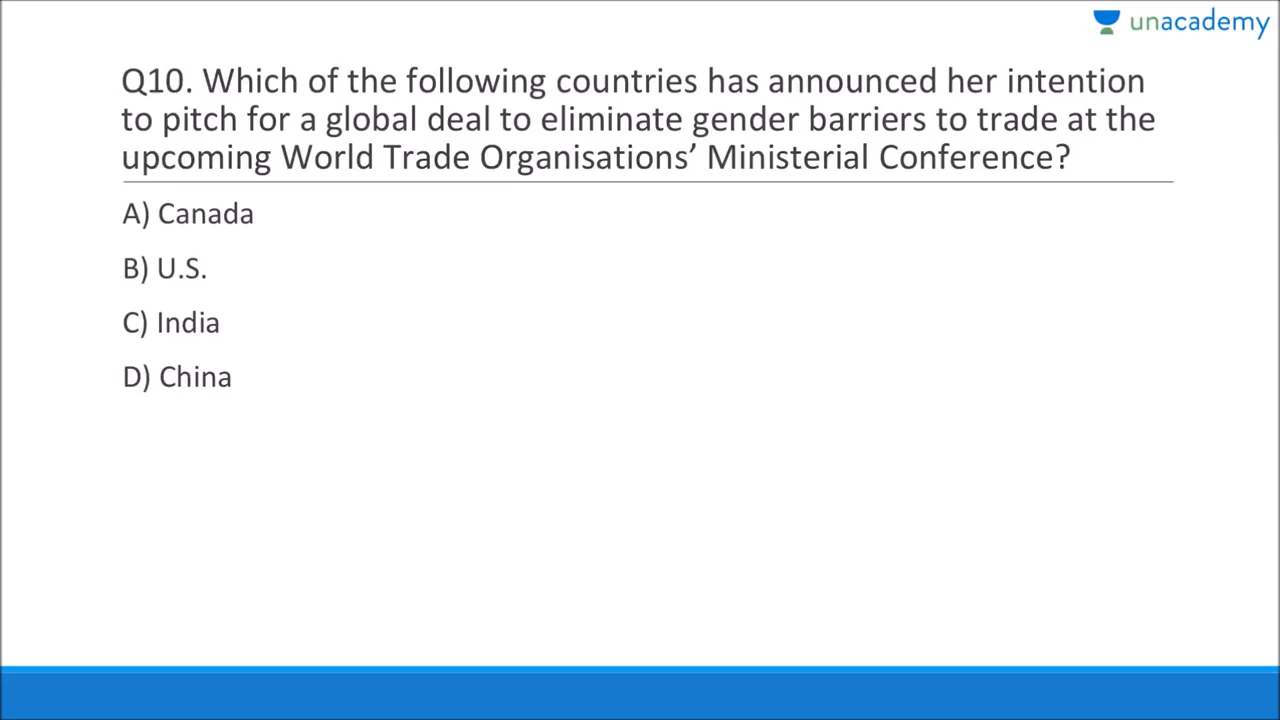 unacademy
Q10. Which of the following countries has announced her intention
to pitch for a global deal to eliminate gender barriers to trade at the
upcoming World Trade Organisations’ Ministerial Conference?
A) Canada
B) U.S.
C) India
D) China